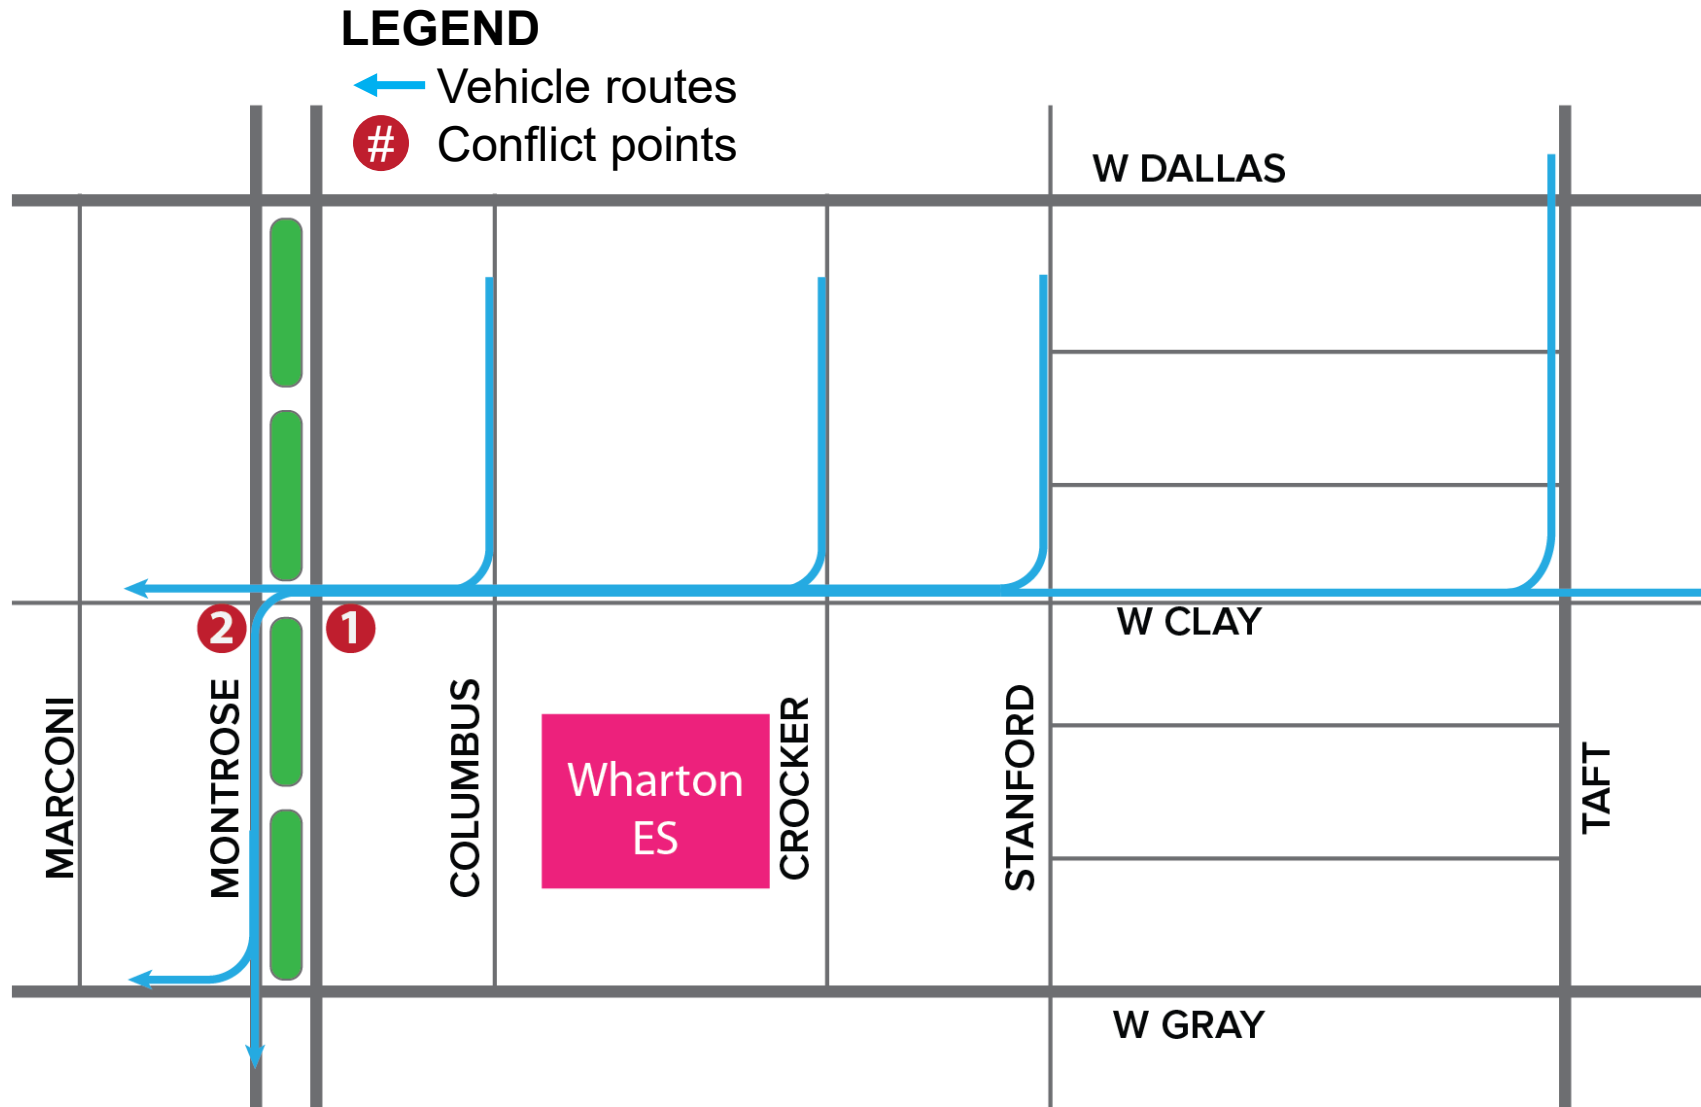 LEGEND
Vehicle routes
# Conflict points
W DALLAS
W CLAY
2
1
MARCONI
MONTROSE
COLUMBUS
Wharton
ES
CROCKER
STANFORD
TAFT
W GRAY